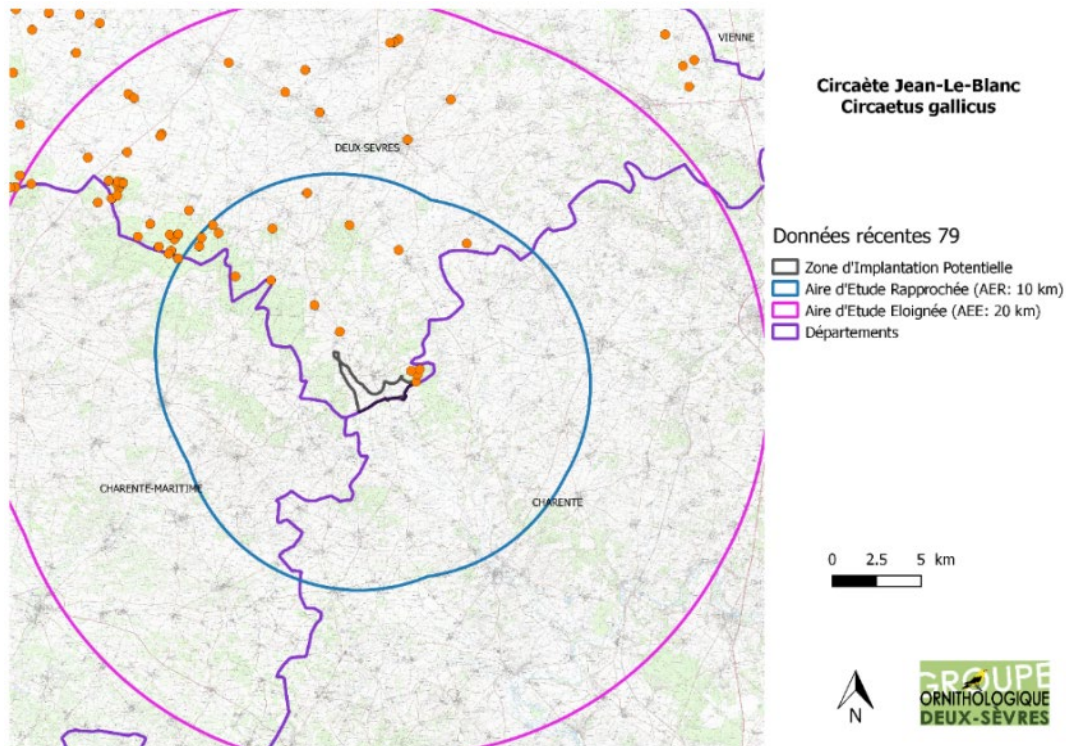 VIENNE
DEUX-SEVRES
CHARENTE-MARITIME
CHARENTE
Circaète Jean-Le-Blanc
Circaetus gallicus
Données récentes 79
Zone d'Implantation Potentielle
Aire d'Etude Rapprochée (AER: 10 km)
Aire d'Etude Eloignée (AEE: 20 km)
Départements
0 2.5 5 km
N
GROUPE
ORNITHOLOGIQUE
DEUX-SÈVRES